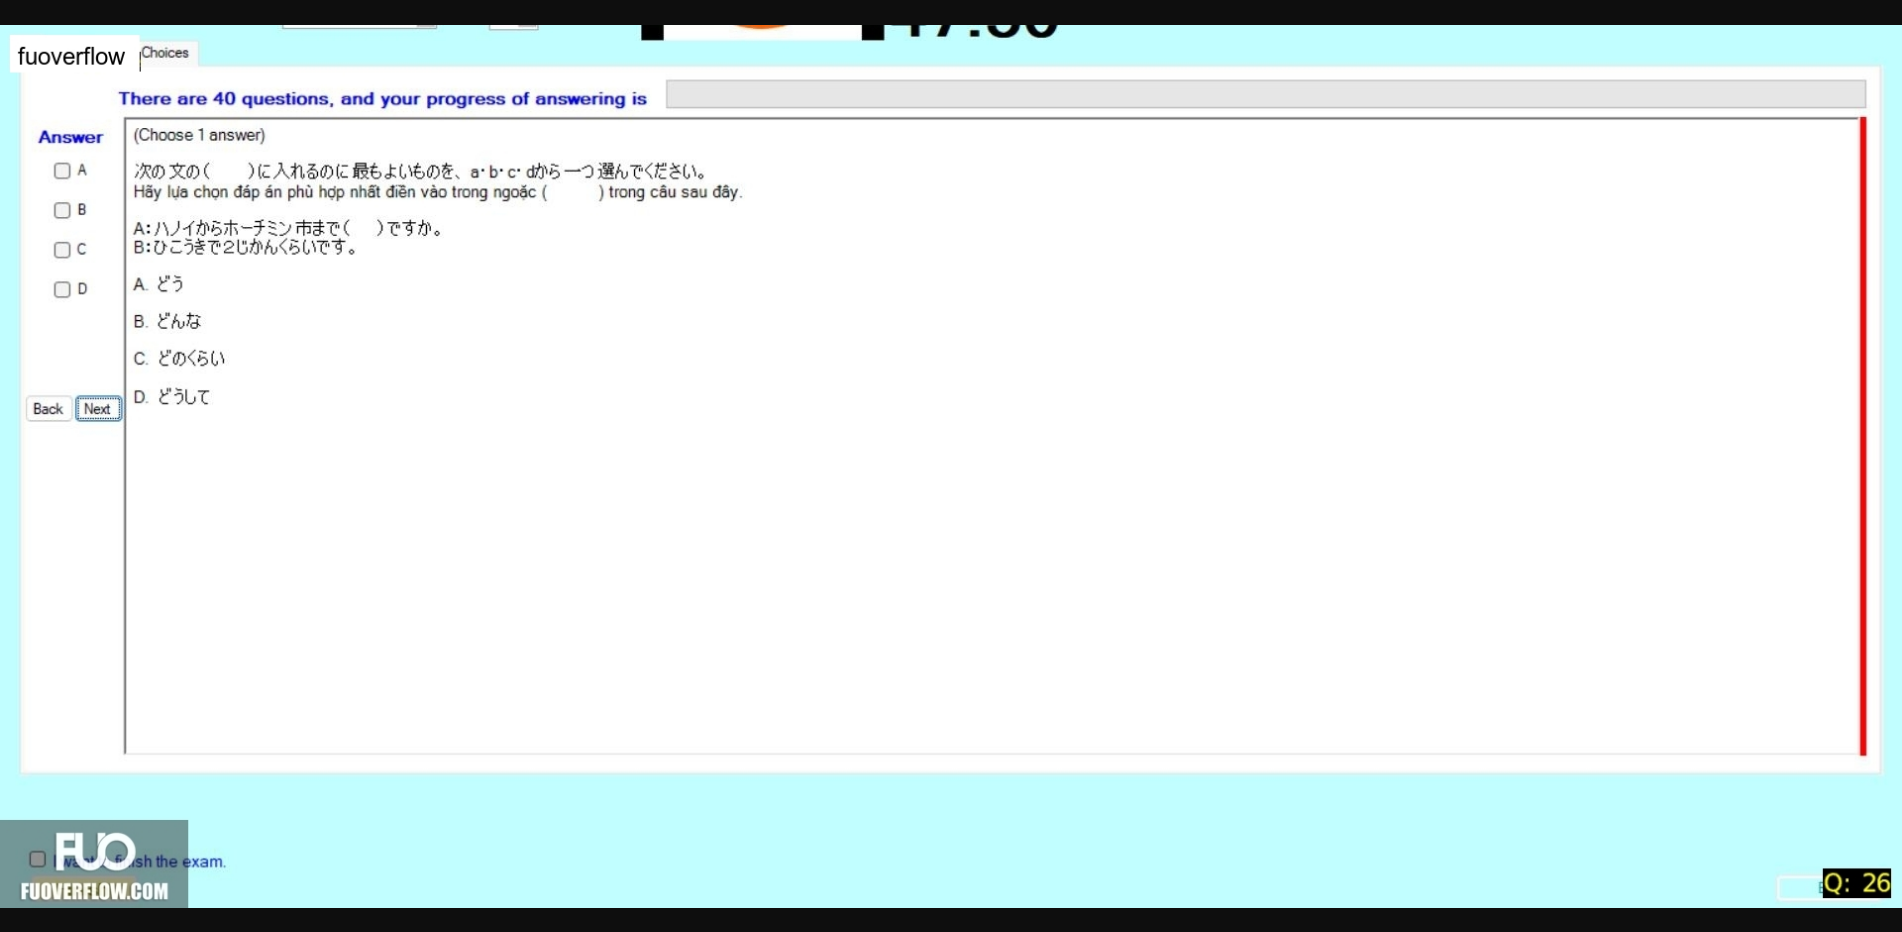 fuoverflow
Choices
There are 40 questions, and your progress of answering is
Answer
(Choose 1 answer)
A
B
C
D
次の文の(　　)に入れるのに最もよいものを、a・b・c・dから一つ選んでください。
Hãy lựa chọn đáp án phù hợp nhất điền vào trong ngoặc (　　) trong câu sau đây.
A:ハノイからホーチミン市まで(　)ですか。
B:ひこうきで2じかんくらいです。
A. どう
B. どんな
C. どのくらい
D. どうして
Back Next
FUO
finish the exam.
FUOVERFLOW.COM
Q: 26